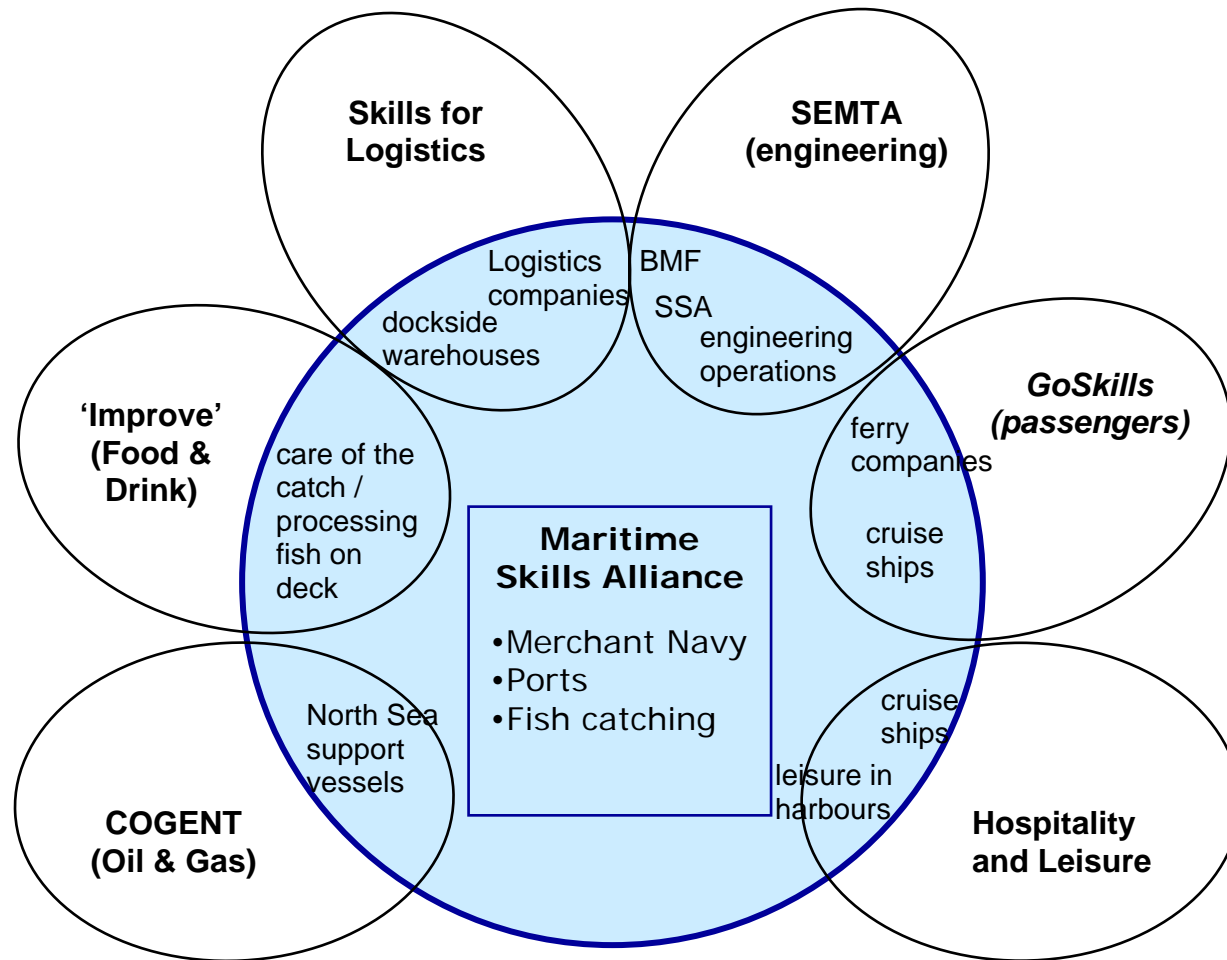 Skills for
Logistics
SEMTA
(engineering)
Logistics
companies
dockside
warehouses
BMF
SSA
engineering
operations
‘Improve’
(Food &
Drink)
care of the
catch /
processing
fish on
deck
GoSkills
(passengers)
ferry
companies
cruise
ships
Maritime
Skills Alliance
•Merchant Navy
•Ports
•Fish catching
North Sea
support
vessels
COGENT
(Oil & Gas)
cruise
ships
leisure in
harbours
Hospitality
and Leisure